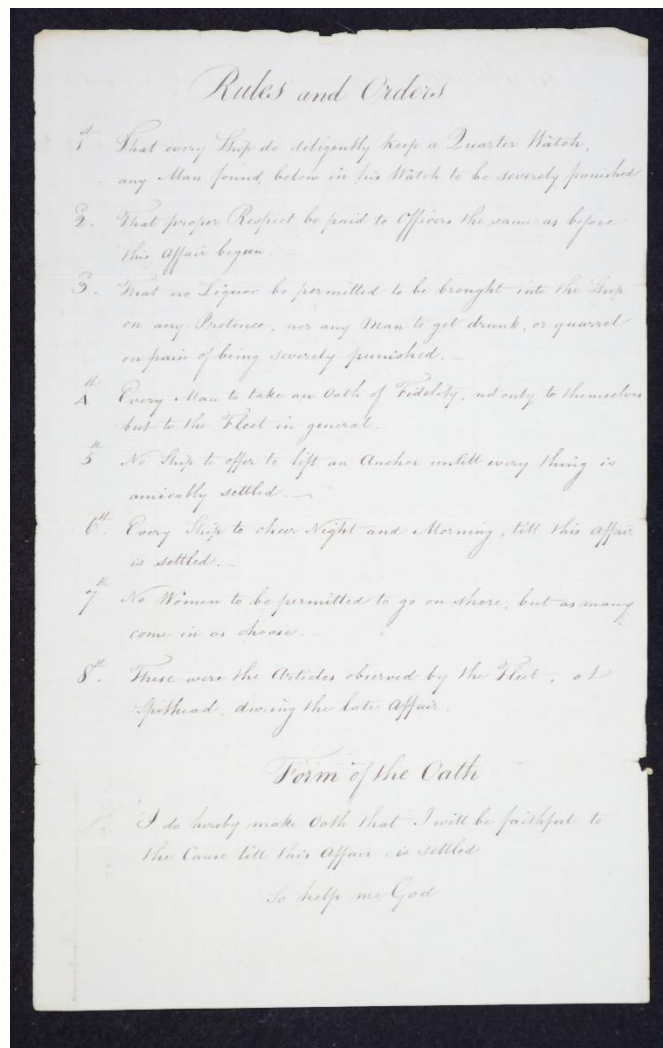 Rules and Orders
1st That every Ship do deligently keep a Quarter Watch,
any Man found below in his Watch to be severely punished
2. That proper Respect be paid to Officers the same as before
this Affair began.
3. That no Liquor be permitted to be brought into the Ship
on any Pretence, nor any Man to get drunk, or quarrel
on pain of being severely punished. —
4th Every Man to take an Oath of Fidelity, not only to themselves
but to the Fleet in general.
5th No Ship to offer to lift an Anchor untill every thing is
amicably settled. —
6th Every Ship to chear Night and Morning, till this affair
is settled. —
7th No Women to be permitted to go on shore, but as many
come in as choose. —
8th. These were the Articles observed by the Fleet, at
Spithead, during the late Affair.
Form of the Oath
I do hereby make Oath that I will be faithful to
the Cause till this Affair is settled
So help me God